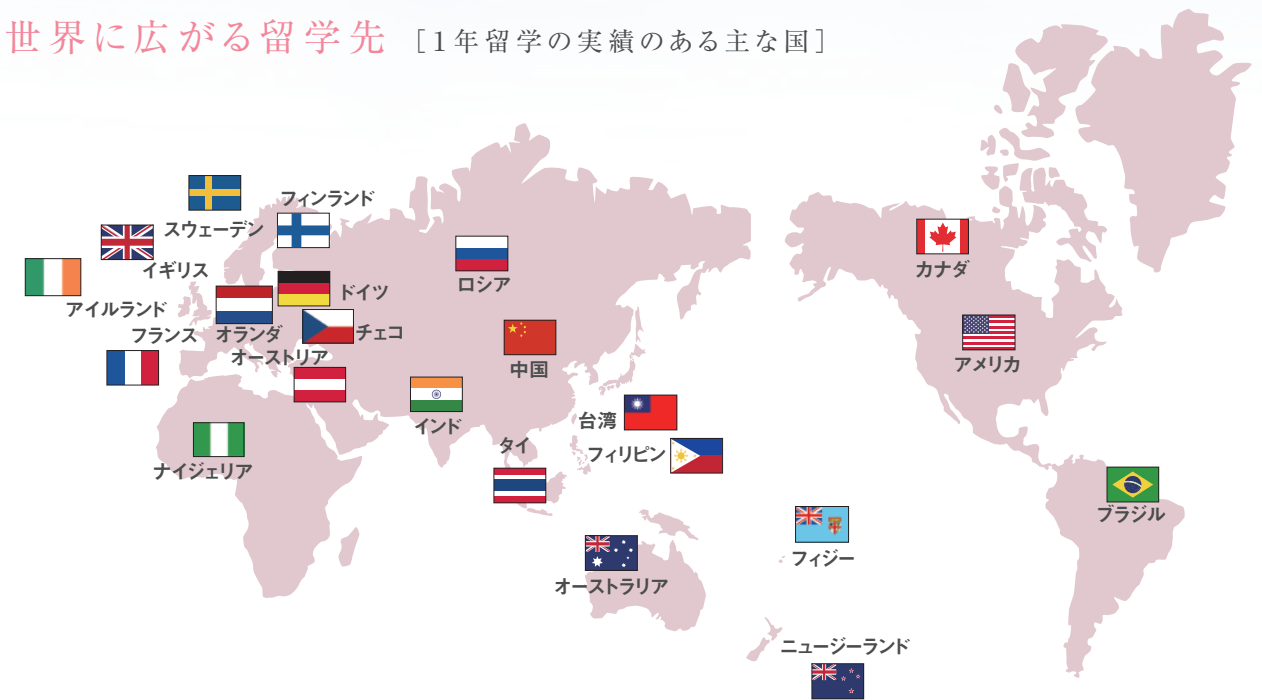 世界に広がる留学先 [1年留学の実績のある主な国]
フィンランド
スウェーデン
イギリス
アイルランド
ドイツ
フランス
オランダ
チェコ
オーストリア
ロシア
中国
インド
台湾
タイ
フィリピン
ナイジェリア
カナダ
アメリカ
ブラジル
フィジー
オーストラリア
ニュージーランド